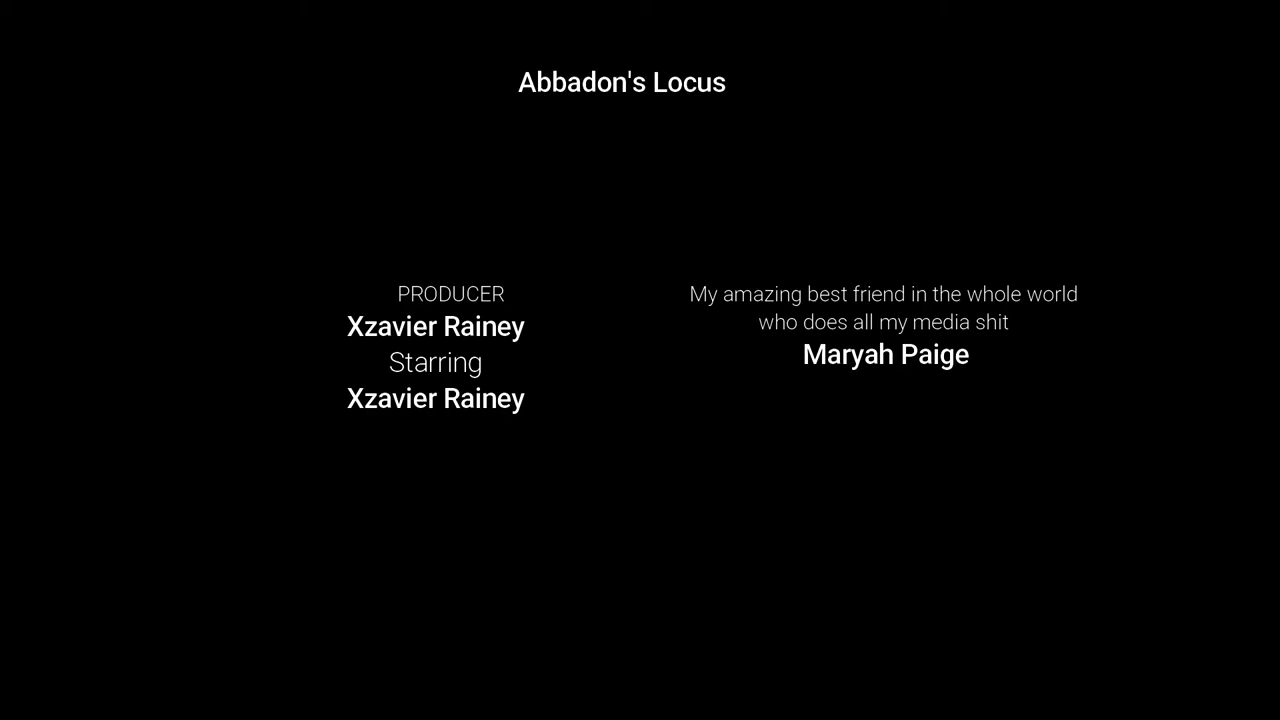 Abbadon's Locus
PRODUCER
Xzavier Rainey
Starring
Xzavier Rainey
My amazing best friend in the whole world
who does all my media shit
Maryah Paige